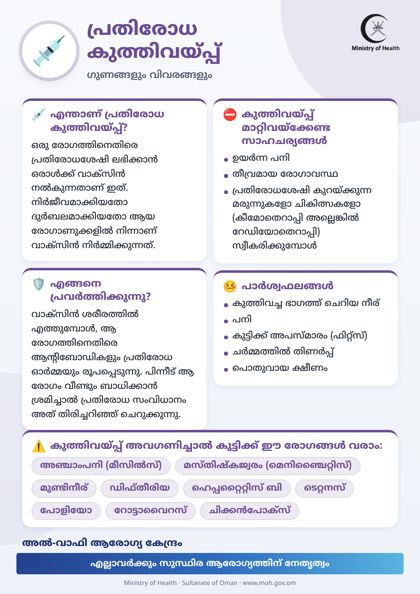 പ്രതിരോധ
കുത്തിവയ്പ്പ്
ഗുണങ്ങളും വിവരങ്ങളും
Ministry of Health
എന്താണ് പ്രതിരോധ
കുത്തിവയ്പ്പ്?
ഒരു രോഗത്തിനെതിരെ
പ്രതിരോധശേഷി ലഭിക്കാൻ
ഒരാൾക്ക് വാക്സിൻ
നൽകുന്നതാണ് ഇത്.
നിർജീവമാക്കിയതോ
ദുർബലമാക്കിയതോ ആയ
രോഗാണുക്കളിൽ നിന്നാണ്
വാക്സിൻ നിർമ്മിക്കുന്നത്.
കുത്തിവയ്പ്പ്
മാറ്റിവയ്ക്കേണ്ട
സാഹചര്യങ്ങൾ
ഉയർന്ന പനി
തീവ്രമായ രോഗാവസ്ഥ
പ്രതിരോധശേഷി കുറയ്ക്കുന്ന
മരുന്നുകളോ ചികിത്സകളോ
(കീമോതെറാപ്പി അല്ലെങ്കിൽ
റേഡിയോതെറാപ്പി)
സ്വീകരിക്കുമ്പോൾ
എങ്ങനെ
പ്രവർത്തിക്കുന്നു?
വാക്സിൻ ശരീരത്തിൽ
എത്തുമ്പോൾ, ആ
രോഗത്തിനെതിരെ
ആന്റിബോഡികളും പ്രതിരോധ
ഓർമ്മയും രൂപപ്പെടുന്നു. പിന്നീട് ആ
രോഗം വീണ്ടും ബാധിക്കാൻ
ശ്രമിച്ചാൽ പ്രതിരോധ സംവിധാനം
അത് തിരിച്ചറിഞ്ഞ് ചെറുക്കുന്നു.
പാർശ്വഫലങ്ങൾ
കുത്തിവച്ച ഭാഗത്ത് ചെറിയ നീര്
പനി
കുട്ടിക്ക് അപസ്മാരം (ഫിറ്റ്സ്)
ചർമ്മത്തിൽ തിണർപ്പ്
പൊതുവായ ക്ഷീണം
കുത്തിവയ്പ്പ് അവഗണിച്ചാൽ കുട്ടിക്ക് ഈ രോഗങ്ങൾ വരാം:
അഞ്ചാംപനി (മീസിൽസ്) മസ്തിഷ്കജ്വരം (മെനിഞ്ചൈറ്റിസ്)
മുണ്ടിനീര് ഡിഫ്തീരിയ ഹെപ്പറ്റൈറ്റിസ് ബി ടെറ്റനസ്
പോളിയോ റോട്ടാവൈറസ് ചിക്കൻപോക്സ്
അൽ-വാഫി ആരോഗ്യ കേന്ദ്രം
എല്ലാവർക്കും സുസ്ഥിര ആരോഗ്യത്തിന് നേതൃത്വം
Ministry of Health · Sultanate of Oman · www.moh.gov.om